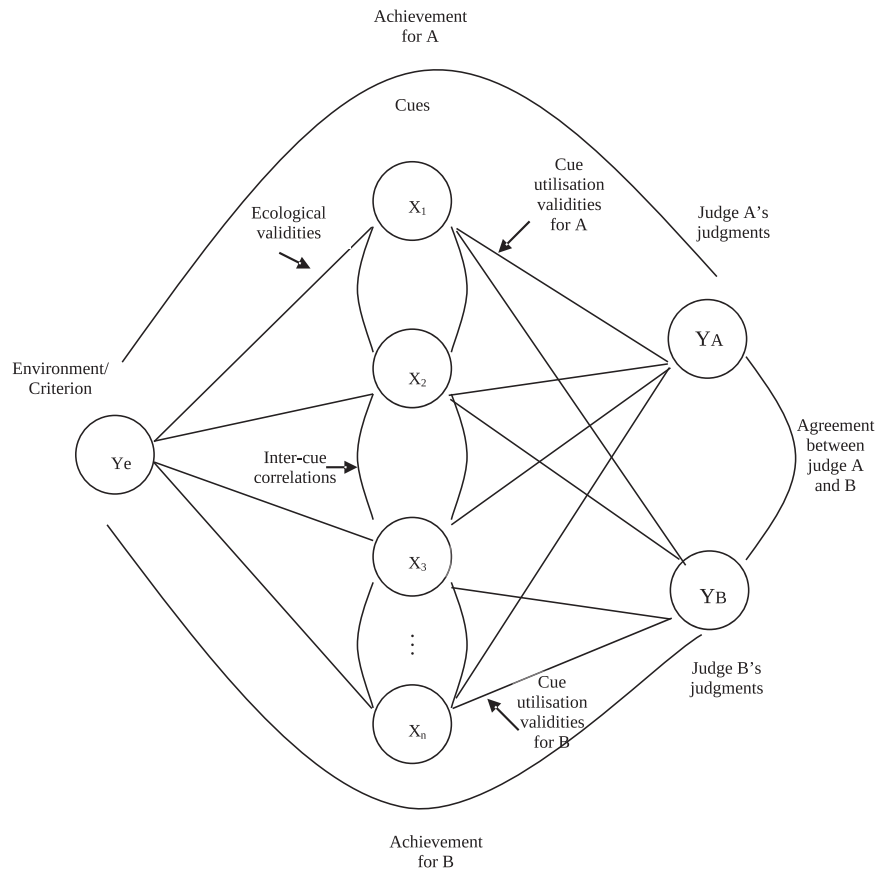 Achievement
for A
Cues
Cue
utilisation
validities
for A
Ecological
validities
X1
Judge A’s
judgments
YA
Environment/
Criterion
X2
Agreement
between
judge A
and B
Ye
Inter-cue
correlations
X3
YB
⋮
Judge B’s
judgments
Cue
utilisation
validities
for B
Xn
Achievement
for B